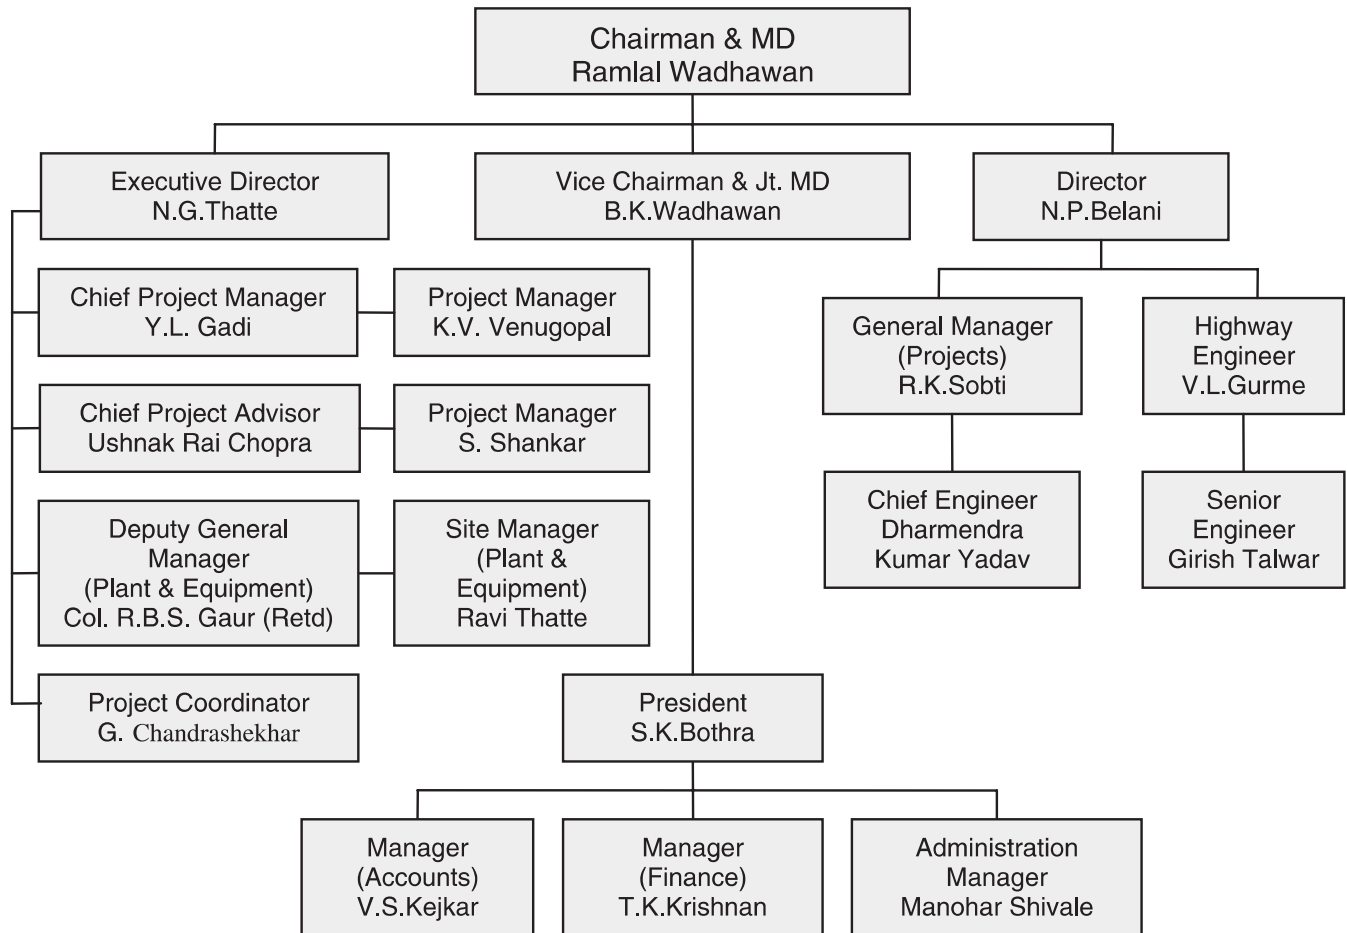 Chairman & MD
Ramlal Wadhawan
Executive Director
N.G.Thatte
Vice Chairman & Jt. MD
B.K.Wadhawan
Director
N.P.Belani
Chief Project Manager
Y.L. Gadi
Project Manager
K.V. Venugopal
General Manager
(Projects)
R.K.Sobti
Highway
Engineer
V.L.Gurme
Chief Project Advisor
Ushnak Rai Chopra
Project Manager
S. Shankar
Chief Engineer
Dharmendra
Kumar Yadav
Senior
Engineer
Girish Talwar
Deputy General
Manager
(Plant & Equipment)
Col. R.B.S. Gaur (Retd)
Site Manager
(Plant &
Equipment)
Ravi Thatte
Project Coordinator
G. Chandrashekhar
President
S.K.Bothra
Manager
(Accounts)
V.S.Kejkar
Manager
(Finance)
T.K.Krishnan
Administration
Manager
Manohar Shivale